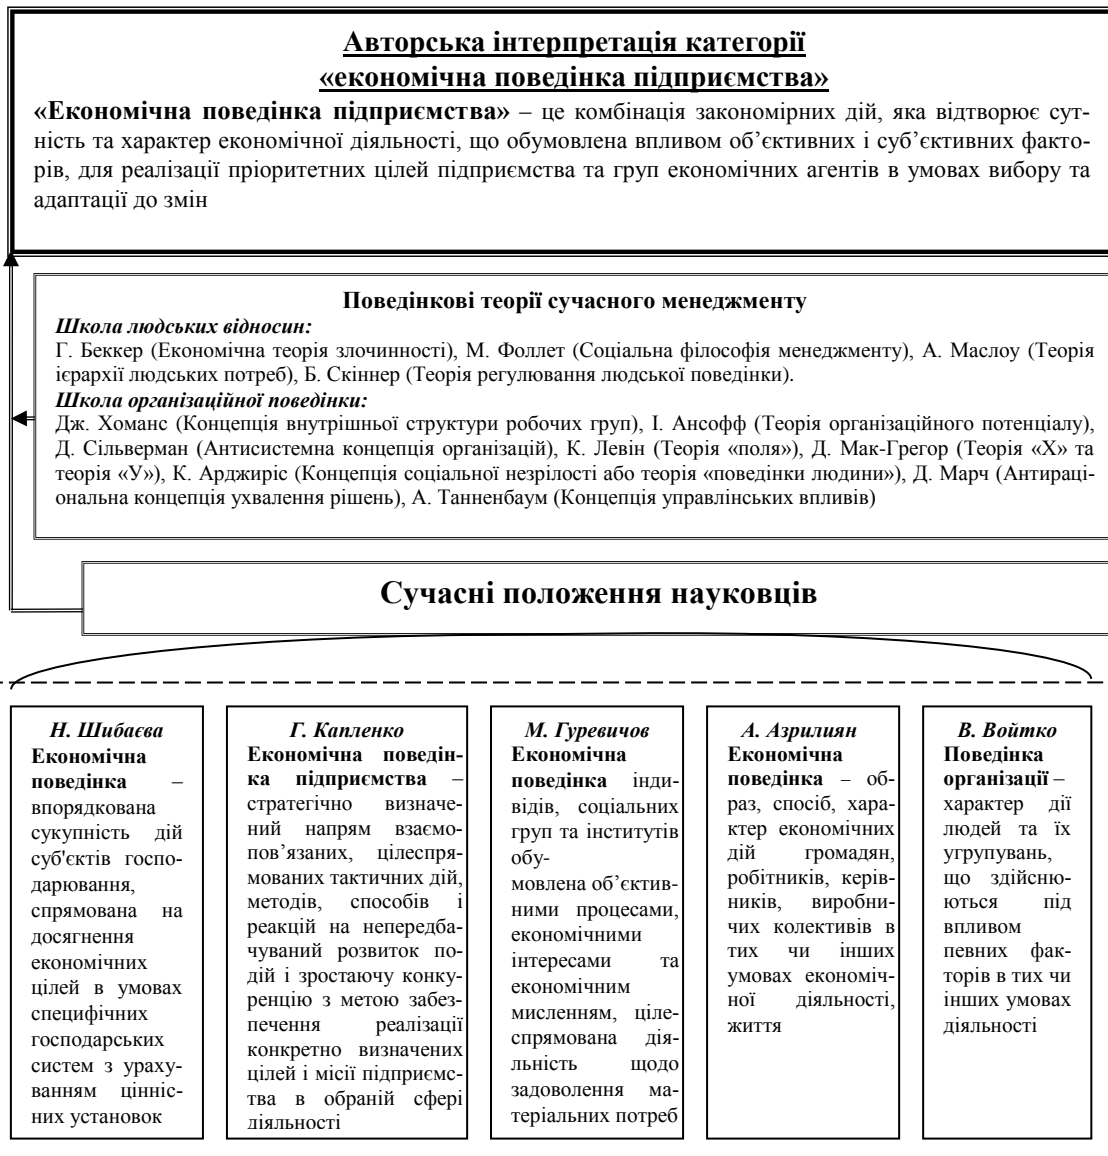 Авторська інтерпретація категорії
«економічна поведінка підприємства»
«Економічна поведінка підприємства» – це комбінація закономірних дій, яка відтворює сут-
ність та характер економічної діяльності, що обумовлена впливом об’єктивних і суб’єктивних факто-
рів, для реалізації пріоритетних цілей підприємства та груп економічних агентів в умовах вибору та
адаптації до змін
Поведінкові теорії сучасного менеджменту
Школа людських відносин:
Г. Беккер (Економічна теорія злочинності), М. Фоллет (Соціальна філософія менеджменту), А. Маслоу (Теорія
ієрархії людських потреб), Б. Скіннер (Теорія регулювання людської поведінки).
Школа організаційної поведінки:
Дж. Хоманс (Концепція внутрішньої структури робочих груп), І. Ансофф (Теорія організаційного потенціалу),
Д. Сільверман (Антисистемна концепція організацій), К. Левін (Теорія «поля»), Д. Мак-Грегор (Теорія «Х» та
теорія «У»), К. Арджиріс (Концепція соціальної незрілості або теорія «поведінки людини»), Д. Марч (Антираці-
ональна концепція ухвалення рішень), А. Танненбаум (Концепція управлінських впливів)
Сучасні положення науковців
Н. Шибаєва
Економічна
поведінка –
впорядкована
сукупність дій
суб'єктів госпо-
дарювання,
спрямована на
досягнення
економічних
цілей в умовах
специфічних
господарських
систем з ураху-
ванням цінніс-
них установок
Г. Капленко
Економічна поведін-
ка підприємства –
стратегічно визначе-
ний напрям взаємо-
пов’язаних, цілеспря-
мованих тактичних дій,
методів, способів і
реакцій на непередба-
чуваний розвиток по-
дій і зростаючу конку-
ренцію з метою забез-
печення реалізації
конкретно визначених
цілей і місії підприємс-
тва в обраній сфері
діяльності
М. Гуревичов
Економічна
поведінка інди-
відів, соціальних
груп та інститутів
обу-
мовлена об’єктив-
ними процесами,
економічними
інтересами та
економічним
мисленням, ціле-
спрямована дія-
льність щодо
задоволення ма-
теріальних потреб
А. Азрилиян
Економічна
поведінка – об-
раз, спосіб, хара-
ктер економічних
дій громадян,
робітників, керів-
ників, виробни-
чих колективів в
тих чи інших
умовах економіч-
ної діяльності,
життя
В. Войтко
Поведінка
організації –
характер дії
людей та їх
угрупувань,
що здійсню-
ються під
впливом
певних фак-
торів в тих чи
інших умовах
діяльності